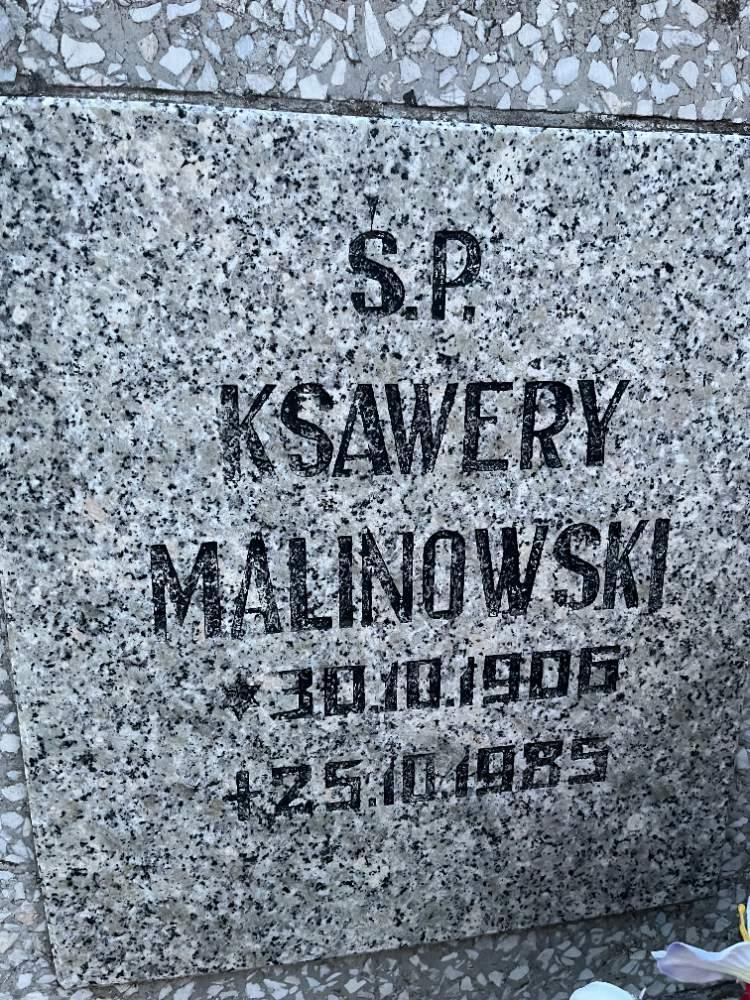 Ś.P.
KSAWERY
MALINOWSKI
* 30.10.1906
+ 25.10.1985